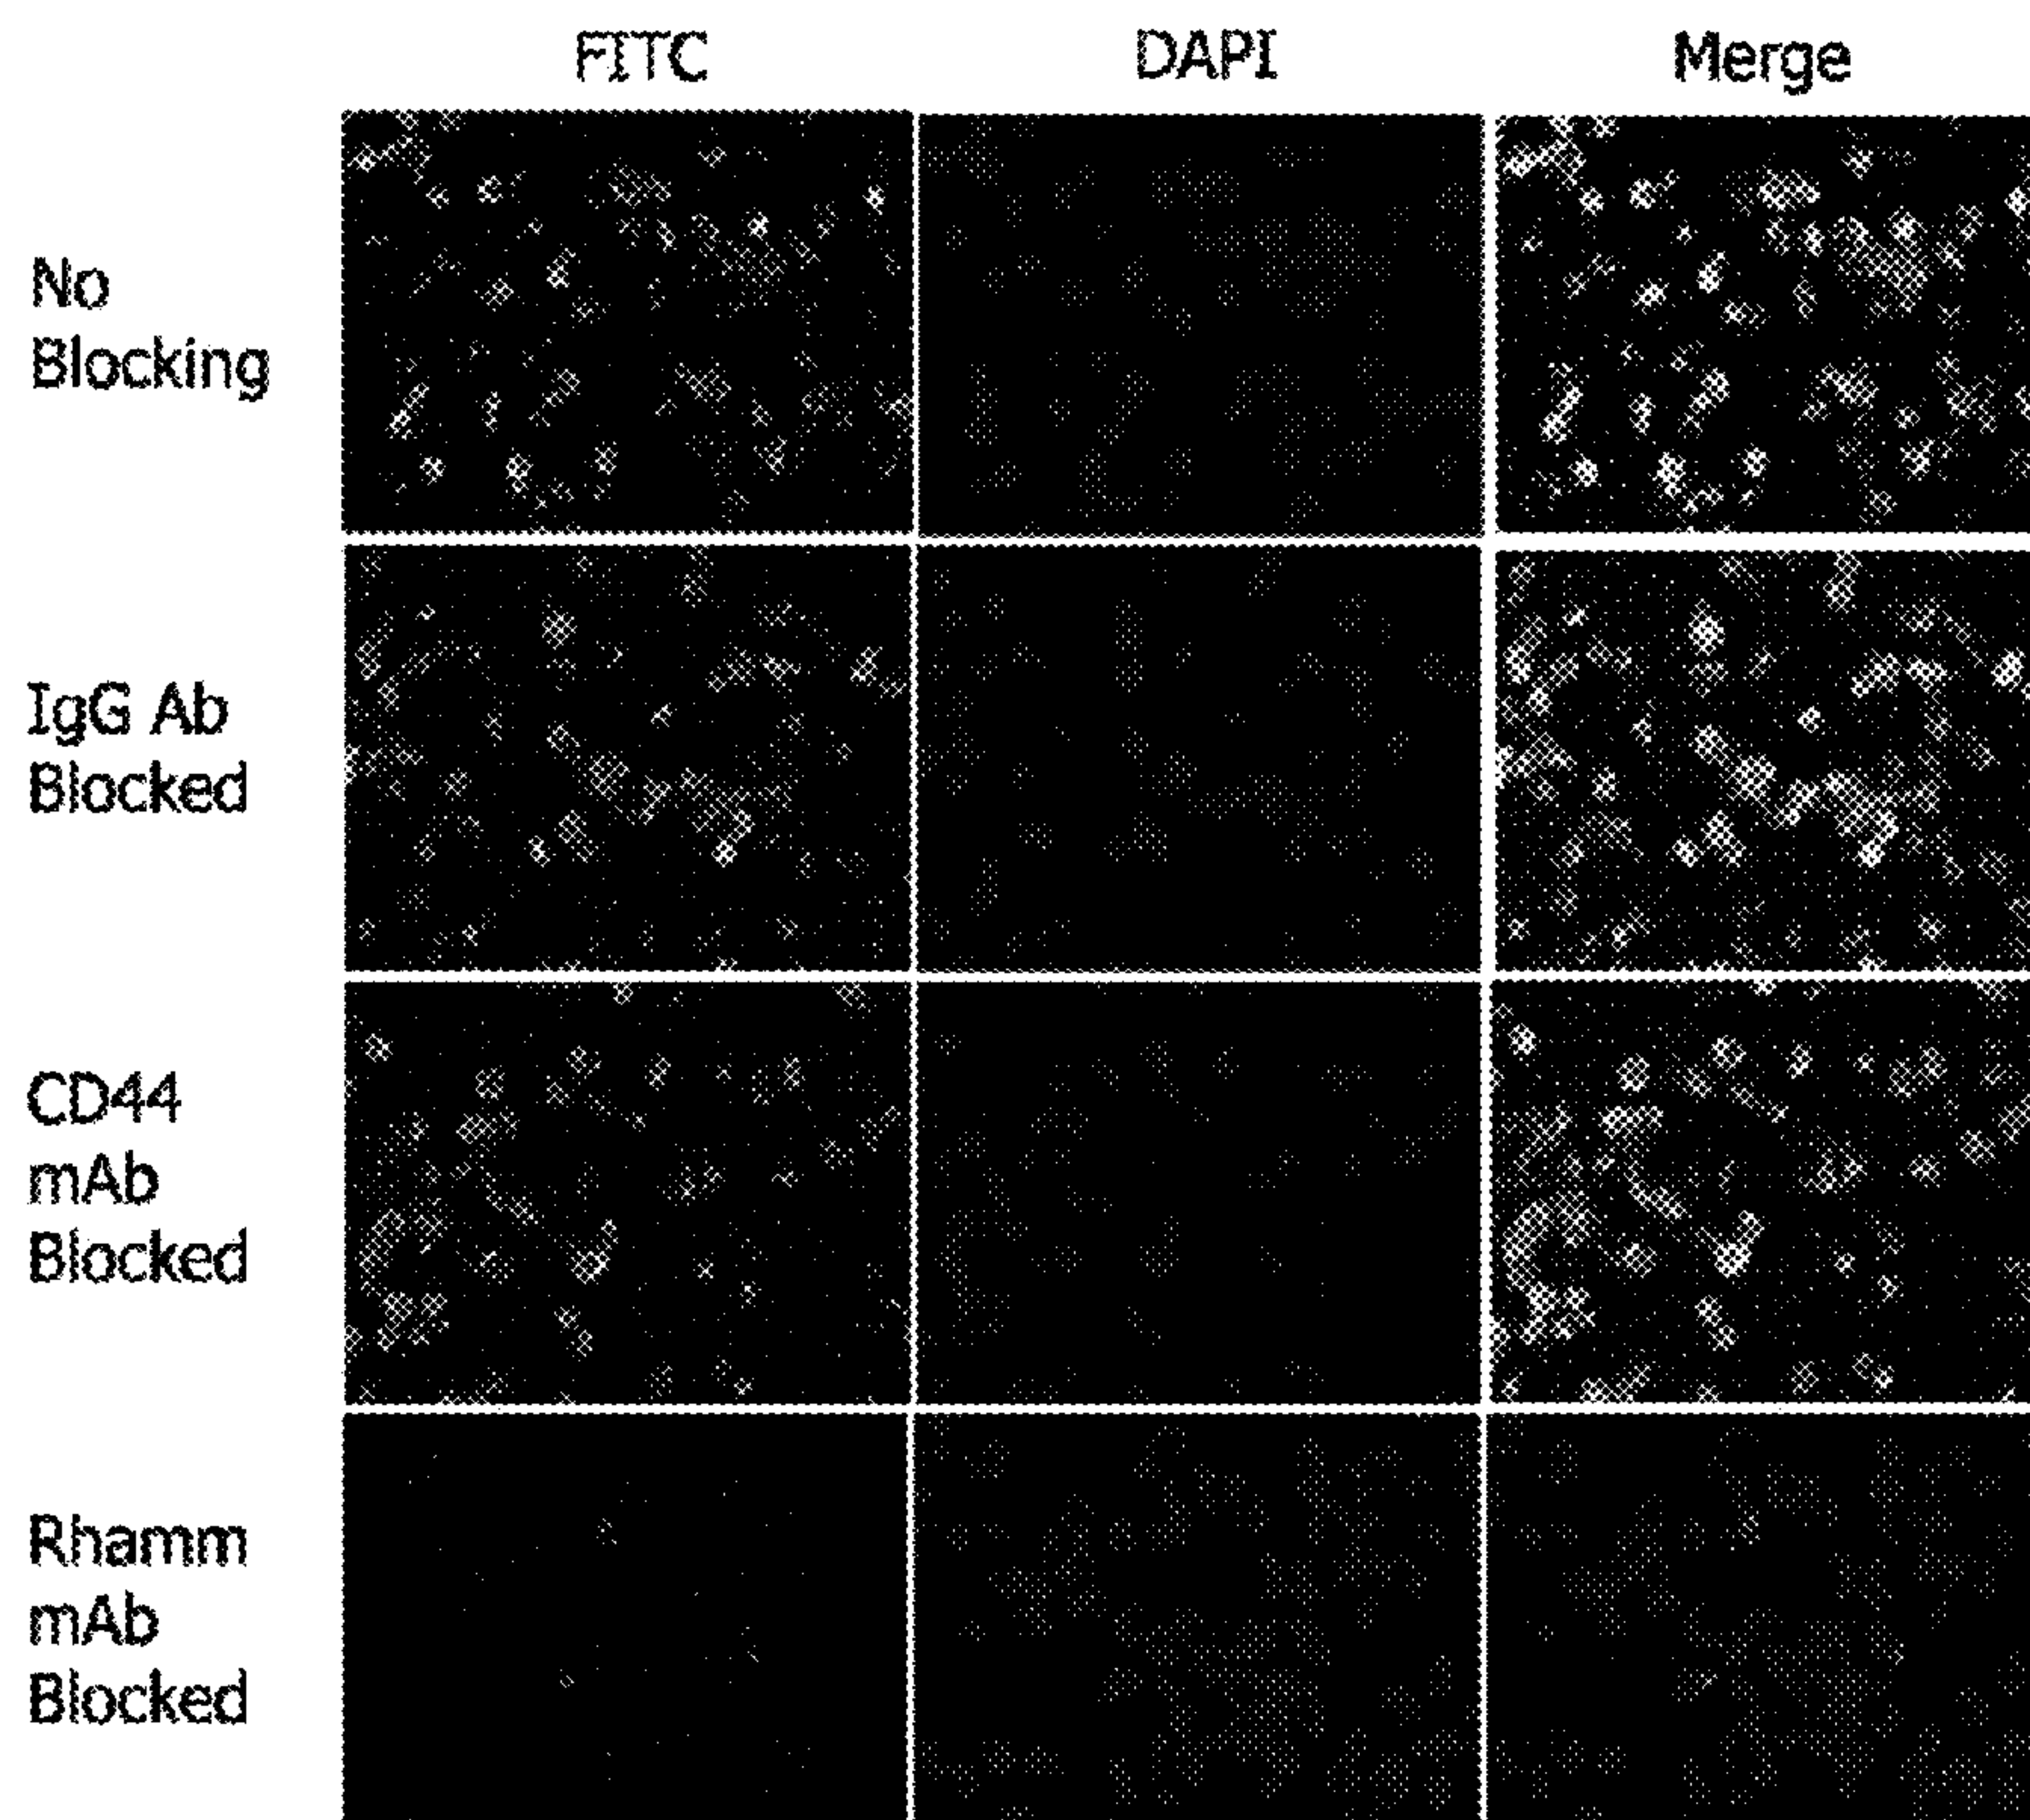 FITC DAPI Merge
No
Blocking
IgG Ab
Blocked
CD44
mAb
Blocked
Rhamm
mAb
Blocked